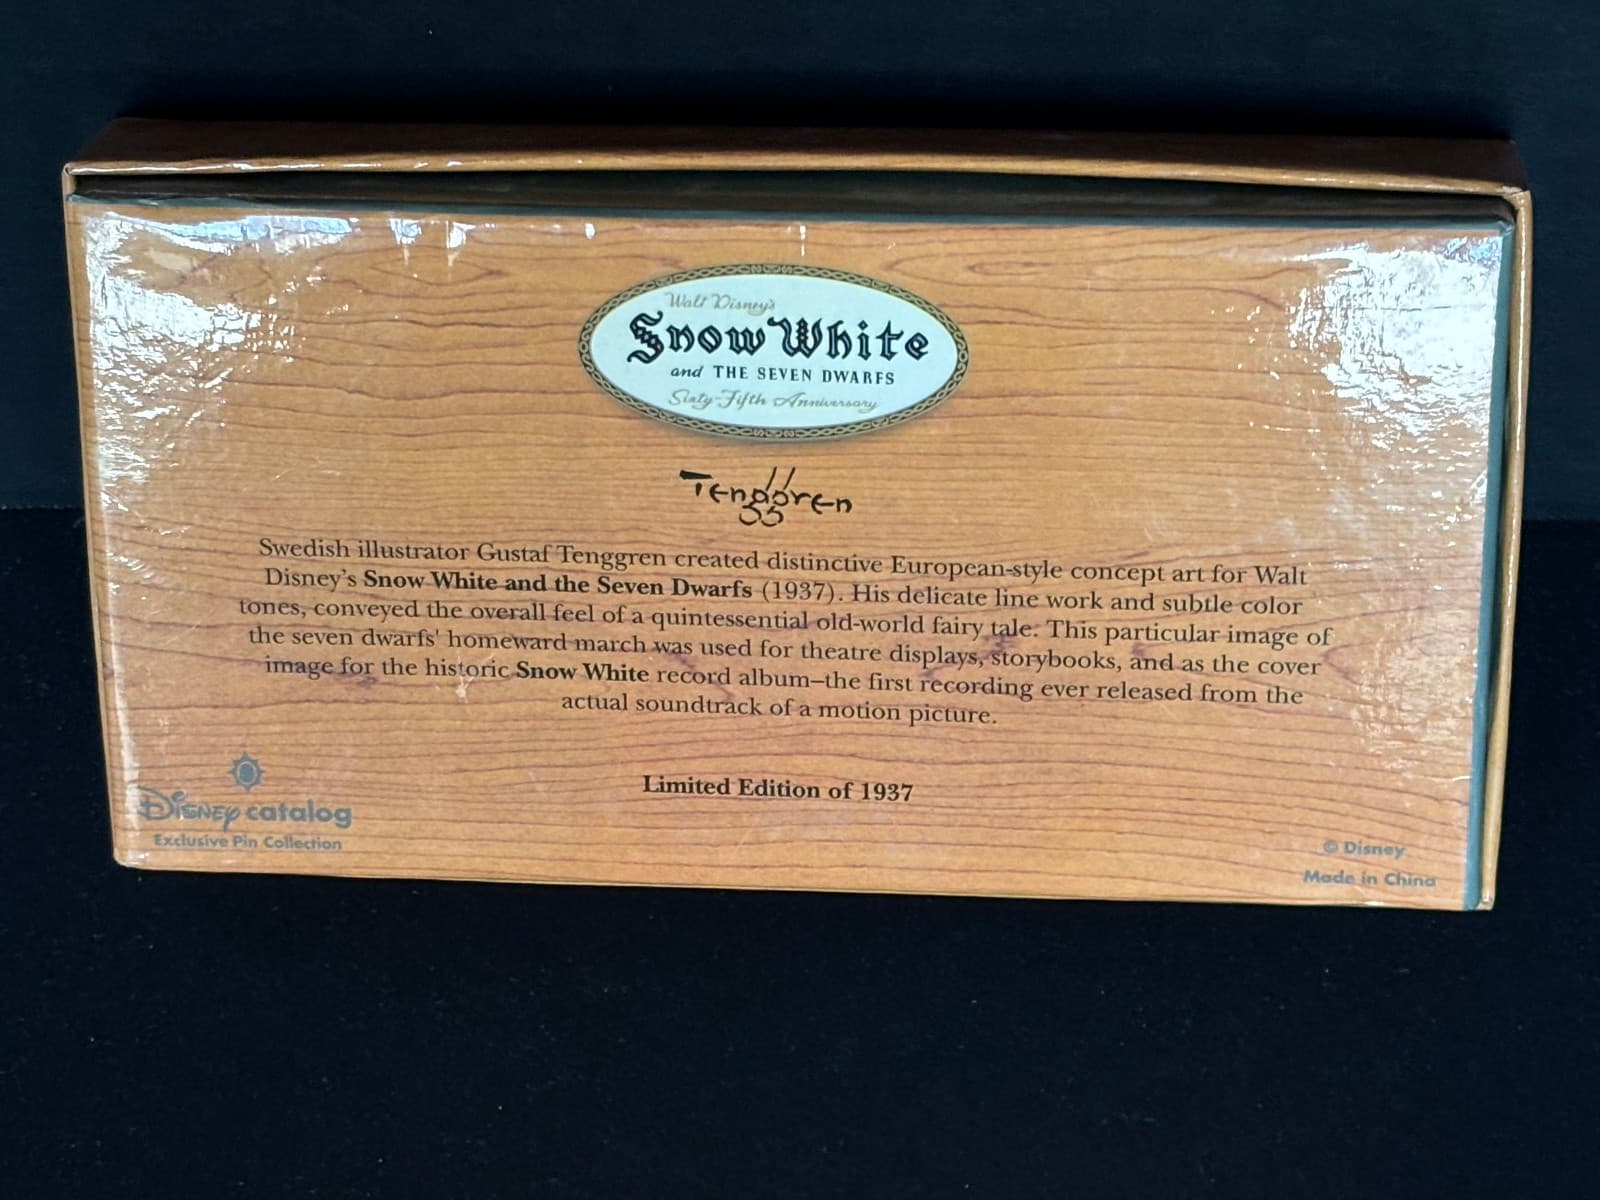 Walt Disney's
Snow White
and THE SEVEN DWARFS
Sixty-Fifth Anniversary
Tenggren
Swedish illustrator Gustaf Tenggren created distinctive European-style concept art for Walt
Disney's Snow White and the Seven Dwarfs (1937). His delicate line work and subtle color
tones, conveyed the overall feel of a quintessential old-world fairy tale. This particular image of
the seven dwarfs' homeward march was used for theatre displays, storybooks, and as the cover
image for the historic Snow White record album–the first recording ever released from the
actual soundtrack of a motion picture.
Limited Edition of 1937
Disney catalog
Exclusive Pin Collection
© Disney
Made in China